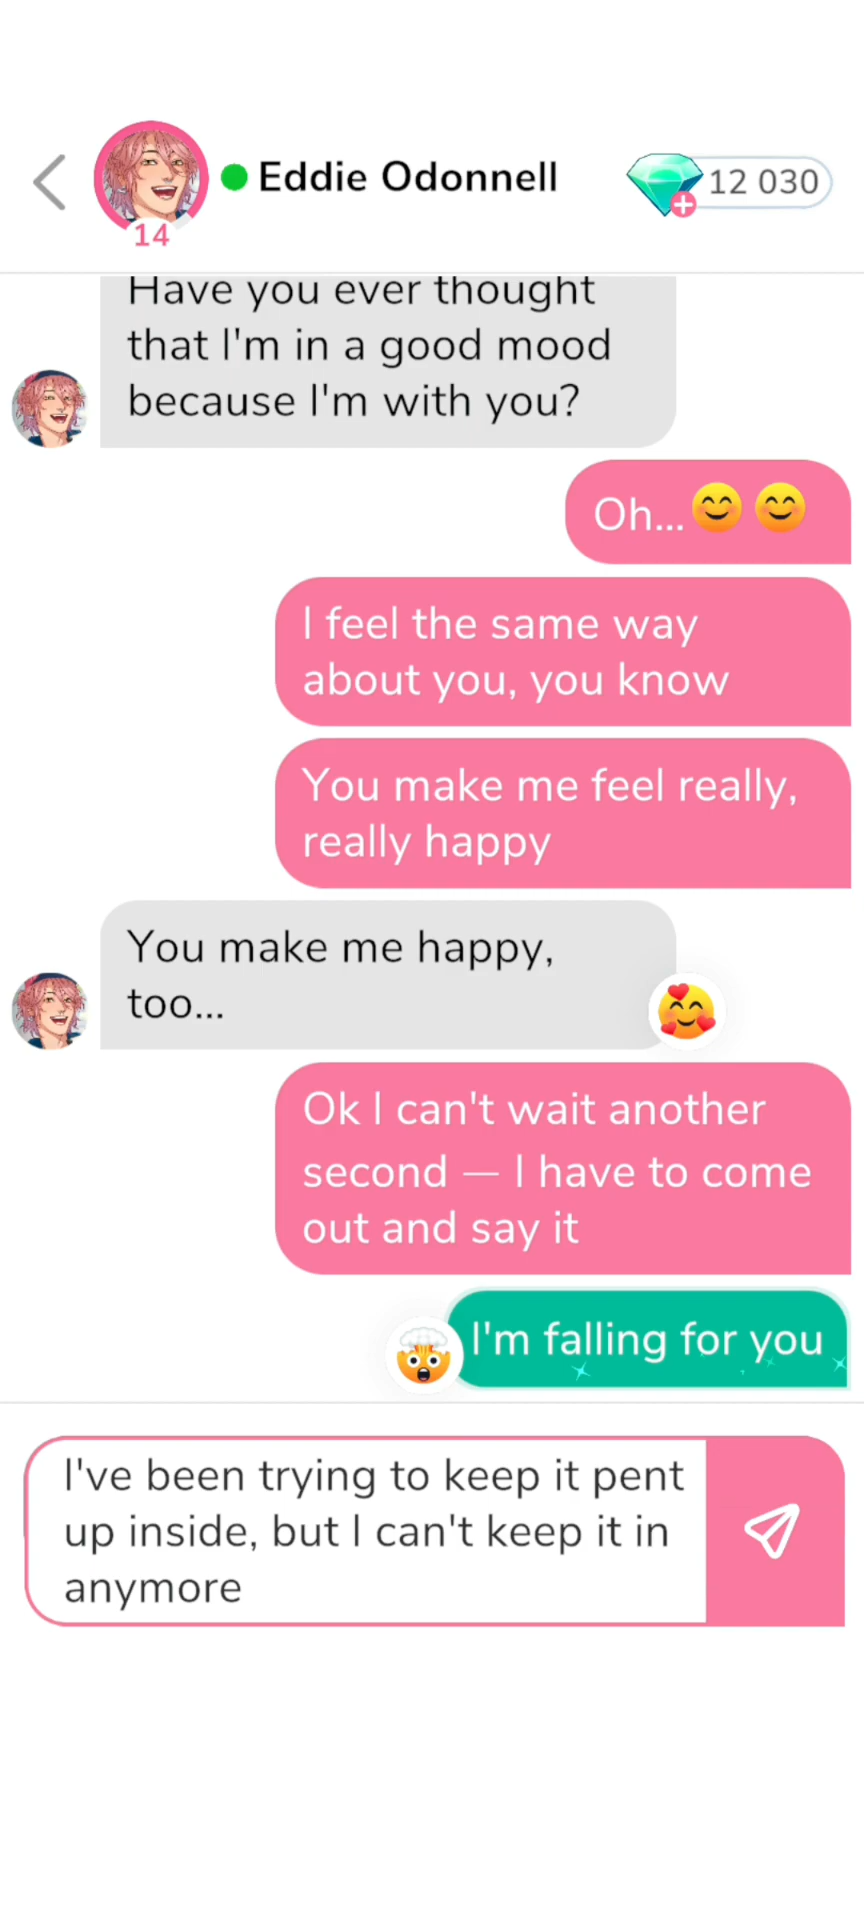 Eddie Odonnell
12 030
14
Have you ever thought
that I'm in a good mood
because I'm with you?
Oh...😊 😊
I feel the same way
about you, you know
You make me feel really,
really happy
You make me happy,
too...
Ok I can't wait another
second — I have to come
out and say it
I'm falling for you
I've been trying to keep it pent
up inside, but I can't keep it in
anymore